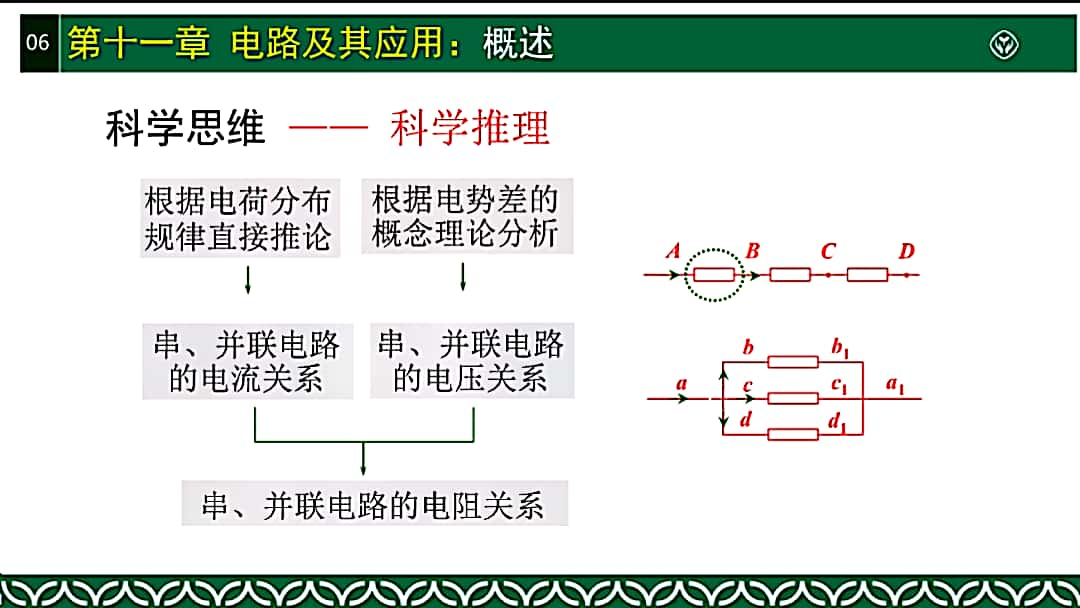 06 第十一章 电路及其应用：概述
科学思维 —— 科学推理
根据电荷分布
规律直接推论
根据电势差的
概念理论分析
串、并联电路
的电流关系
串、并联电路
的电压关系
串、并联电路的电阻关系
A B C D
b b₁
a c c₁ a₁
d d₁